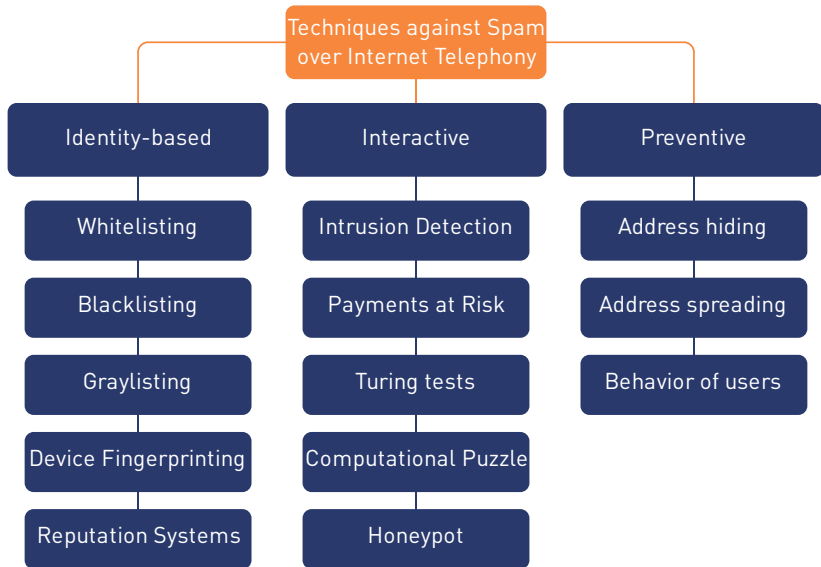 Techniques against Spam
over Internet Telephony
Identity-based
Interactive
Preventive
Whitelisting
Intrusion Detection
Address hiding
Blacklisting
Payments at Risk
Address spreading
Graylisting
Turing tests
Behavior of users
Device Fingerprinting
Computational Puzzle
Reputation Systems
Honeypot